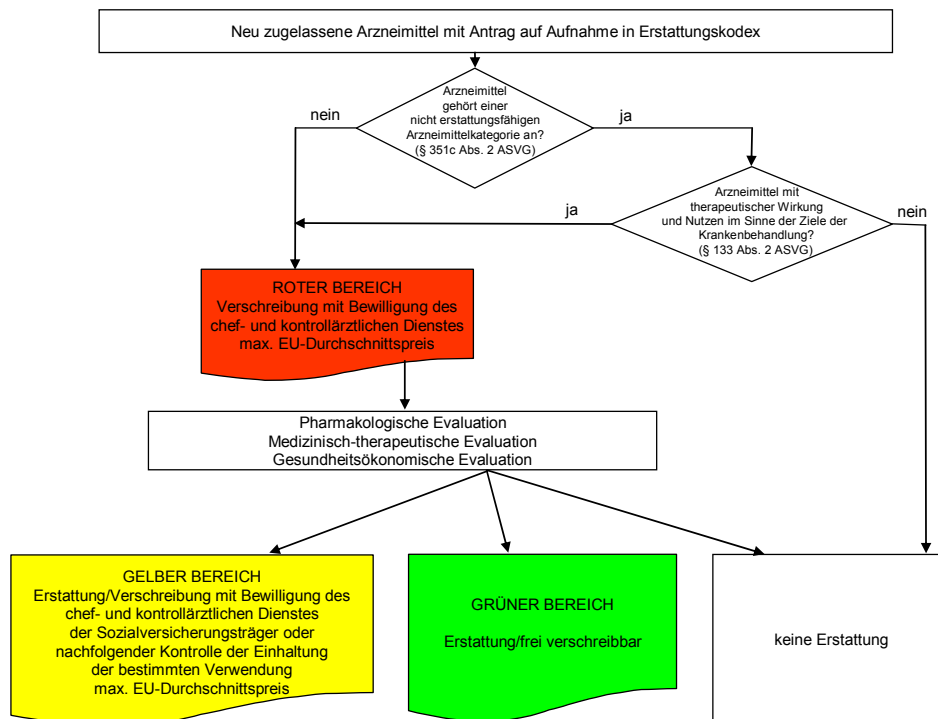 Neu zugelassene Arzneimittel mit Antrag auf Aufnahme in Erstattungskodex
Arzneimittel
gehört einer
nicht erstattungsfähigen
Arzneimittelkategorie an?
(§ 351c Abs. 2 ASVG)
nein
ja
Arzneimittel mit
therapeutischer Wirkung
und Nutzen im Sinne der Ziele der
Krankenbehandlung?
(§ 133 Abs. 2 ASVG)
ja
nein
ROTER BEREICH
Verschreibung mit Bewilligung des
chef- und kontrollärztlichen Dienstes
max. EU-Durchschnittspreis
Pharmakologische Evaluation
Medizinisch-therapeutische Evaluation
Gesundheitsökonomische Evaluation
GELBER BEREICH
Erstattung/Verschreibung mit Bewilligung des
chef- und kontrollärztlichen Dienstes
der Sozialversicherungsträger oder
nachfolgender Kontrolle der Einhaltung
der bestimmten Verwendung
max. EU-Durchschnittspreis
GRÜNER BEREICH
Erstattung/frei verschreibbar
keine Erstattung